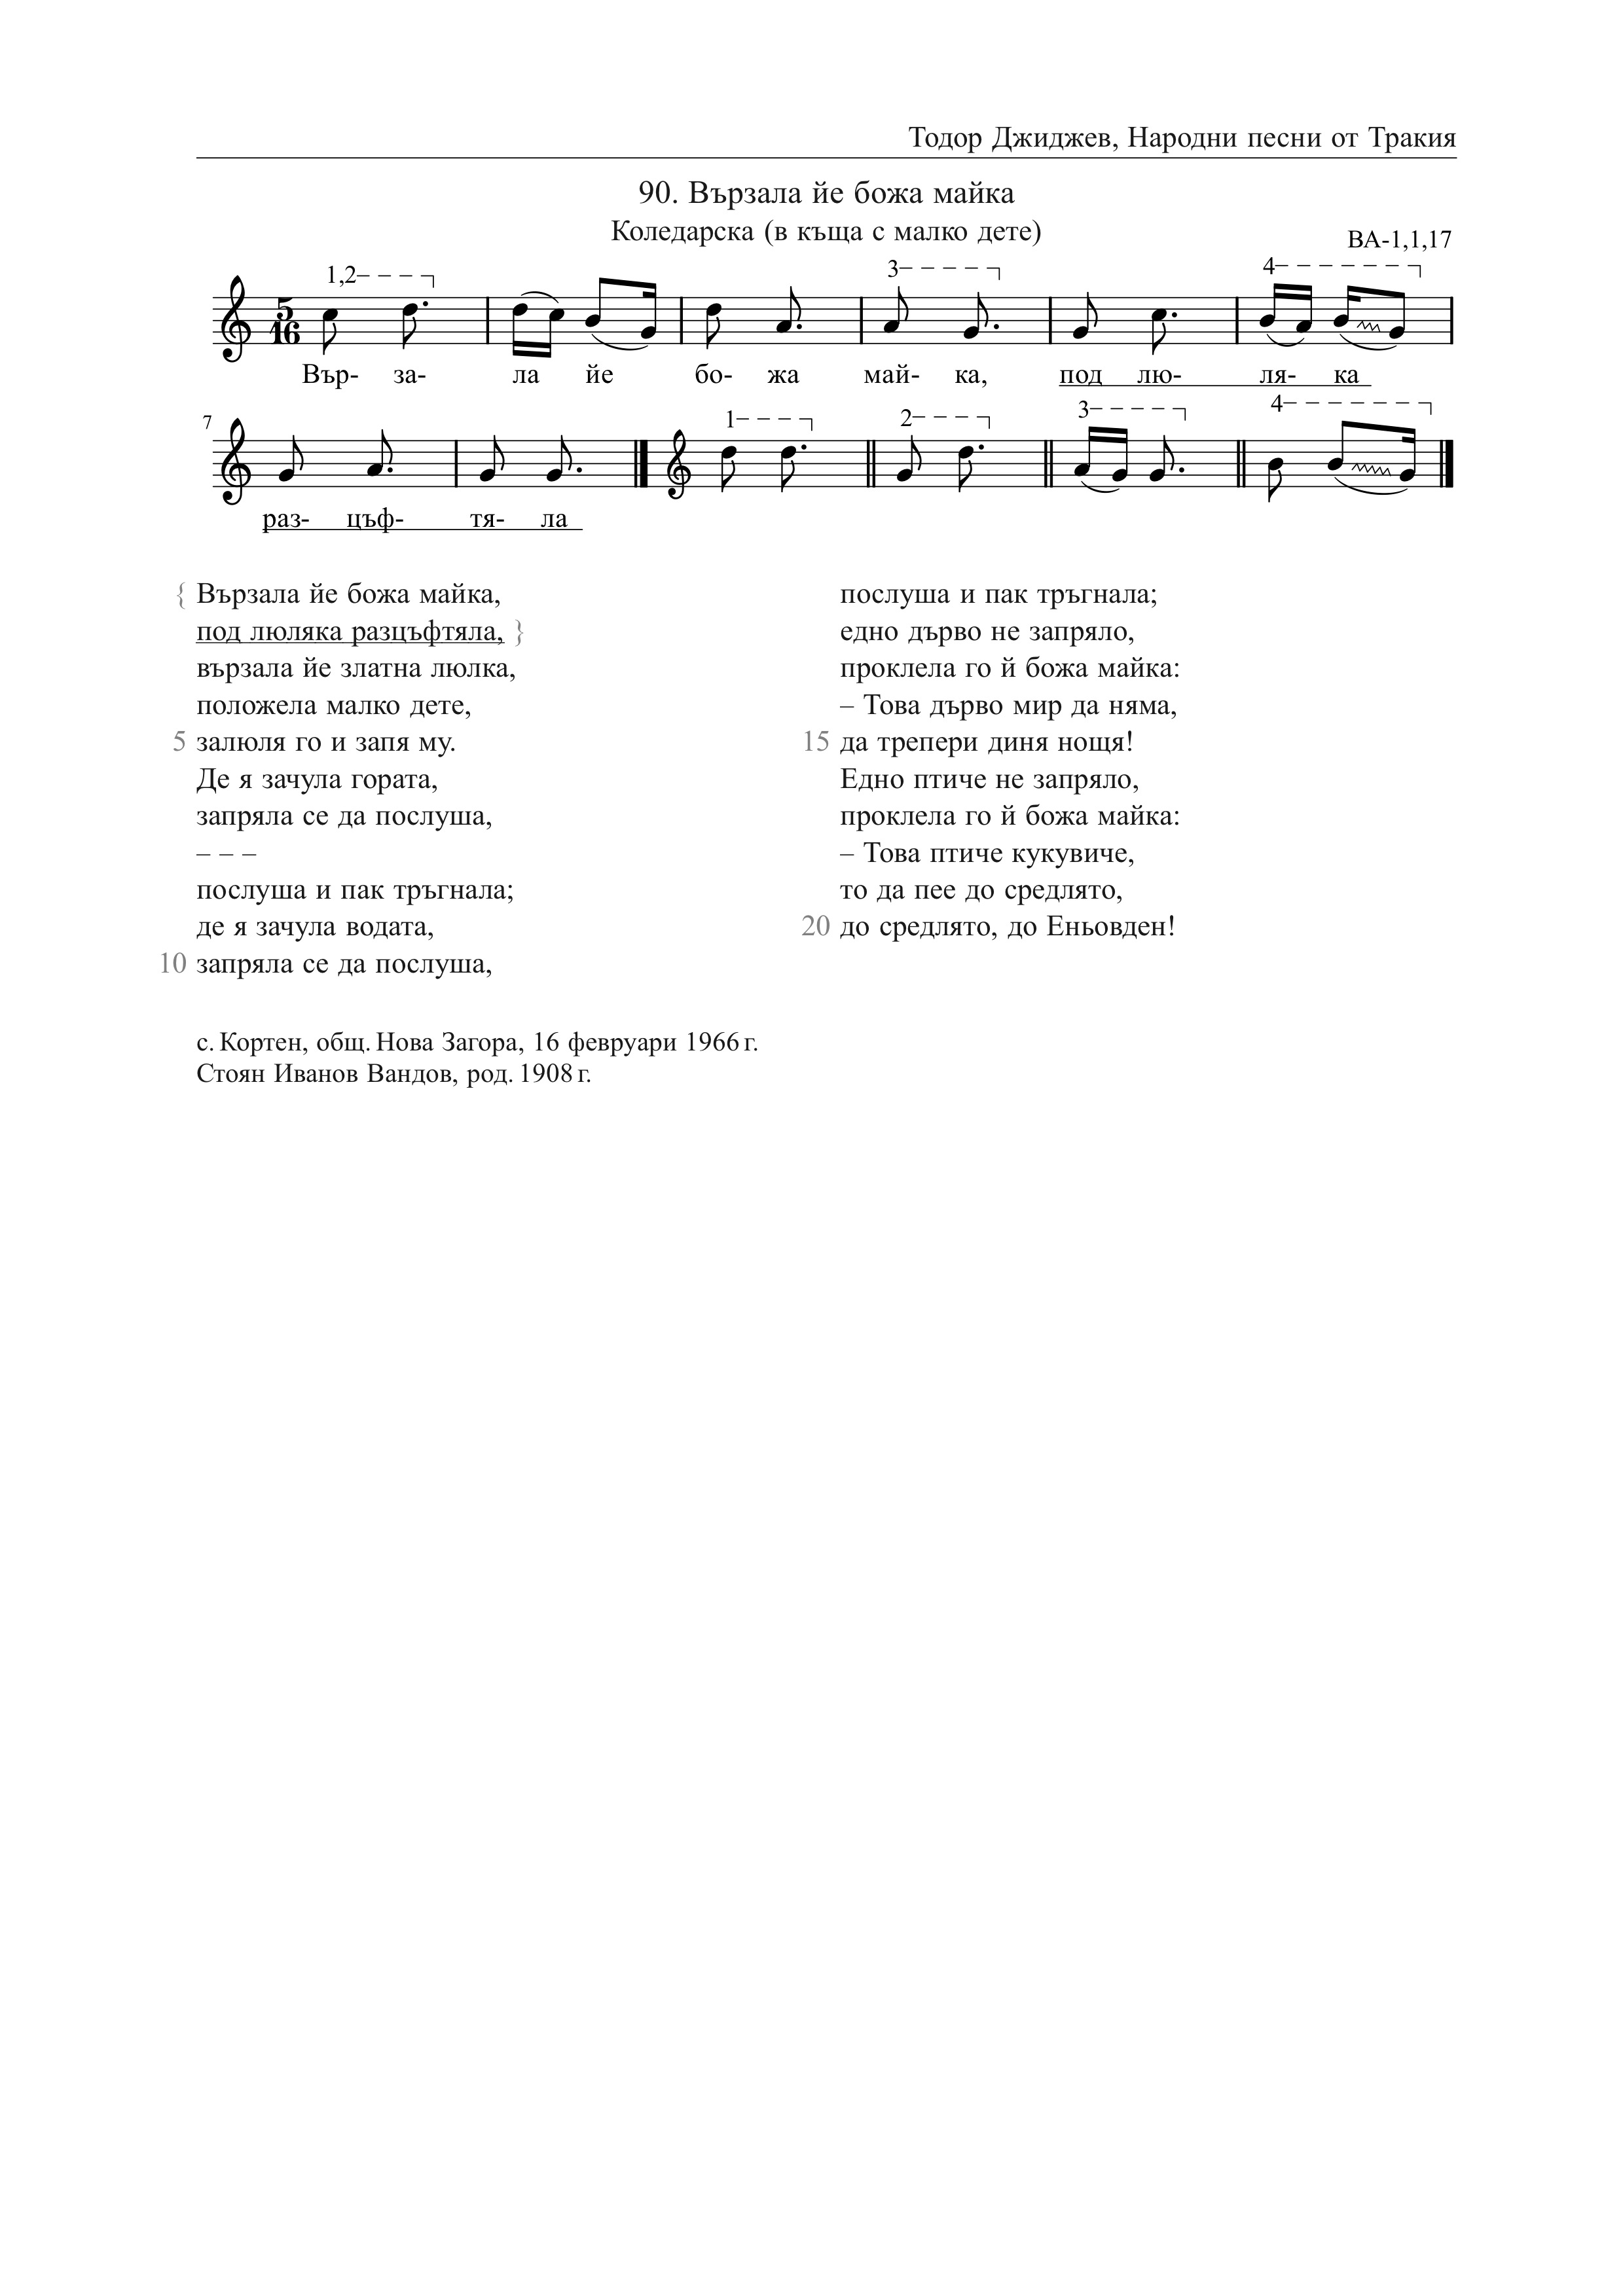 Тодор Джиджев, Народни песни от Тракия
90. Вързала йе божа майка
Коледарска (в къща с малко дете)
ВА-1,1,17
1,2
3
4
5
16
Вър- за- ла йе бо- жа май- ка, под лю- ля- ка
7
1
2
3
4
раз- цъф- тя- ла
{ Вързала йе божа майка,
под люляка разцъфтяла, }
вързала йе златна люлка,
положела малко дете,
5 залюля го и запя му.
Де я зачула гората,
запряла се да послуша,
– – –
послуша и пак тръгнала;
де я зачула водата,
10 запряла се да послуша,
послуша и пак тръгнала;
едно дърво не запряло,
проклела го й божа майка:
– Това дърво мир да няма,
15 да трепери диня нощя!
Едно птиче не запряло,
проклела го й божа майка:
– Това птиче кукувиче,
то да пее до средлято,
20 до средлято, до Еньовден!
с. Кортен, общ. Нова Загора, 16 февруари 1966 г.
Стоян Иванов Вандов, род. 1908 г.